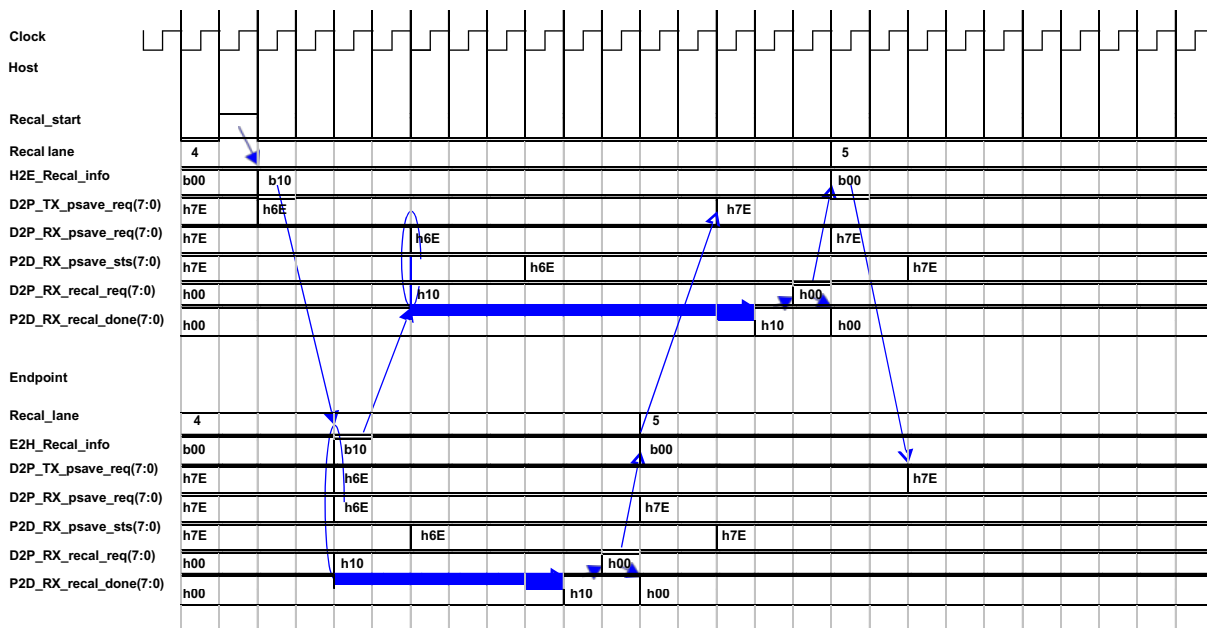 Clock
Host
Recal_start
Recal lane 4 5
H2E_Recal_info b00 b10 b00
D2P_TX_psave_req(7:0) h7E h6E h7E
D2P_RX_psave_req(7:0) h7E h6E h7E
P2D_RX_psave_sts(7:0) h7E h6E h7E
D2P_RX_recal_req(7:0) h00 h10 h00
P2D_RX_recal_done(7:0) h00 h10 h00
Endpoint
Recal_lane 4 5
E2H_Recal_info b00 b10 b00
D2P_TX_psave_req(7:0) h7E h6E h7E
D2P_RX_psave_req(7:0) h7E h6E h7E
P2D_RX_psave_sts(7:0) h7E h6E h7E
D2P_RX_recal_req(7:0) h00 h10 h00
P2D_RX_recal_done(7:0) h00 h10 h00